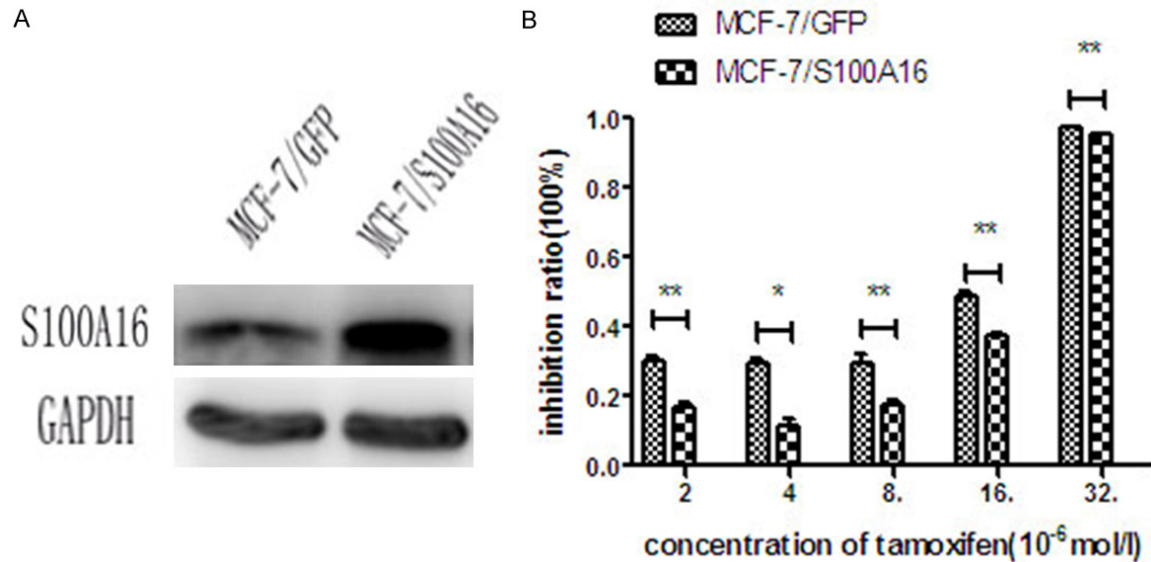 A
MCF-7/GFP
MCF-7/S100A16
S100A16
GAPDH
B
MCF-7/GFP
MCF-7/S100A16
inhibition ratio(100%)
1.0
0.8
0.6
0.4
0.2
0.0
**
*
**
**
**
2
4
8.
16.
32.
concentration of tamoxifen(10⁻⁶ mol/l)